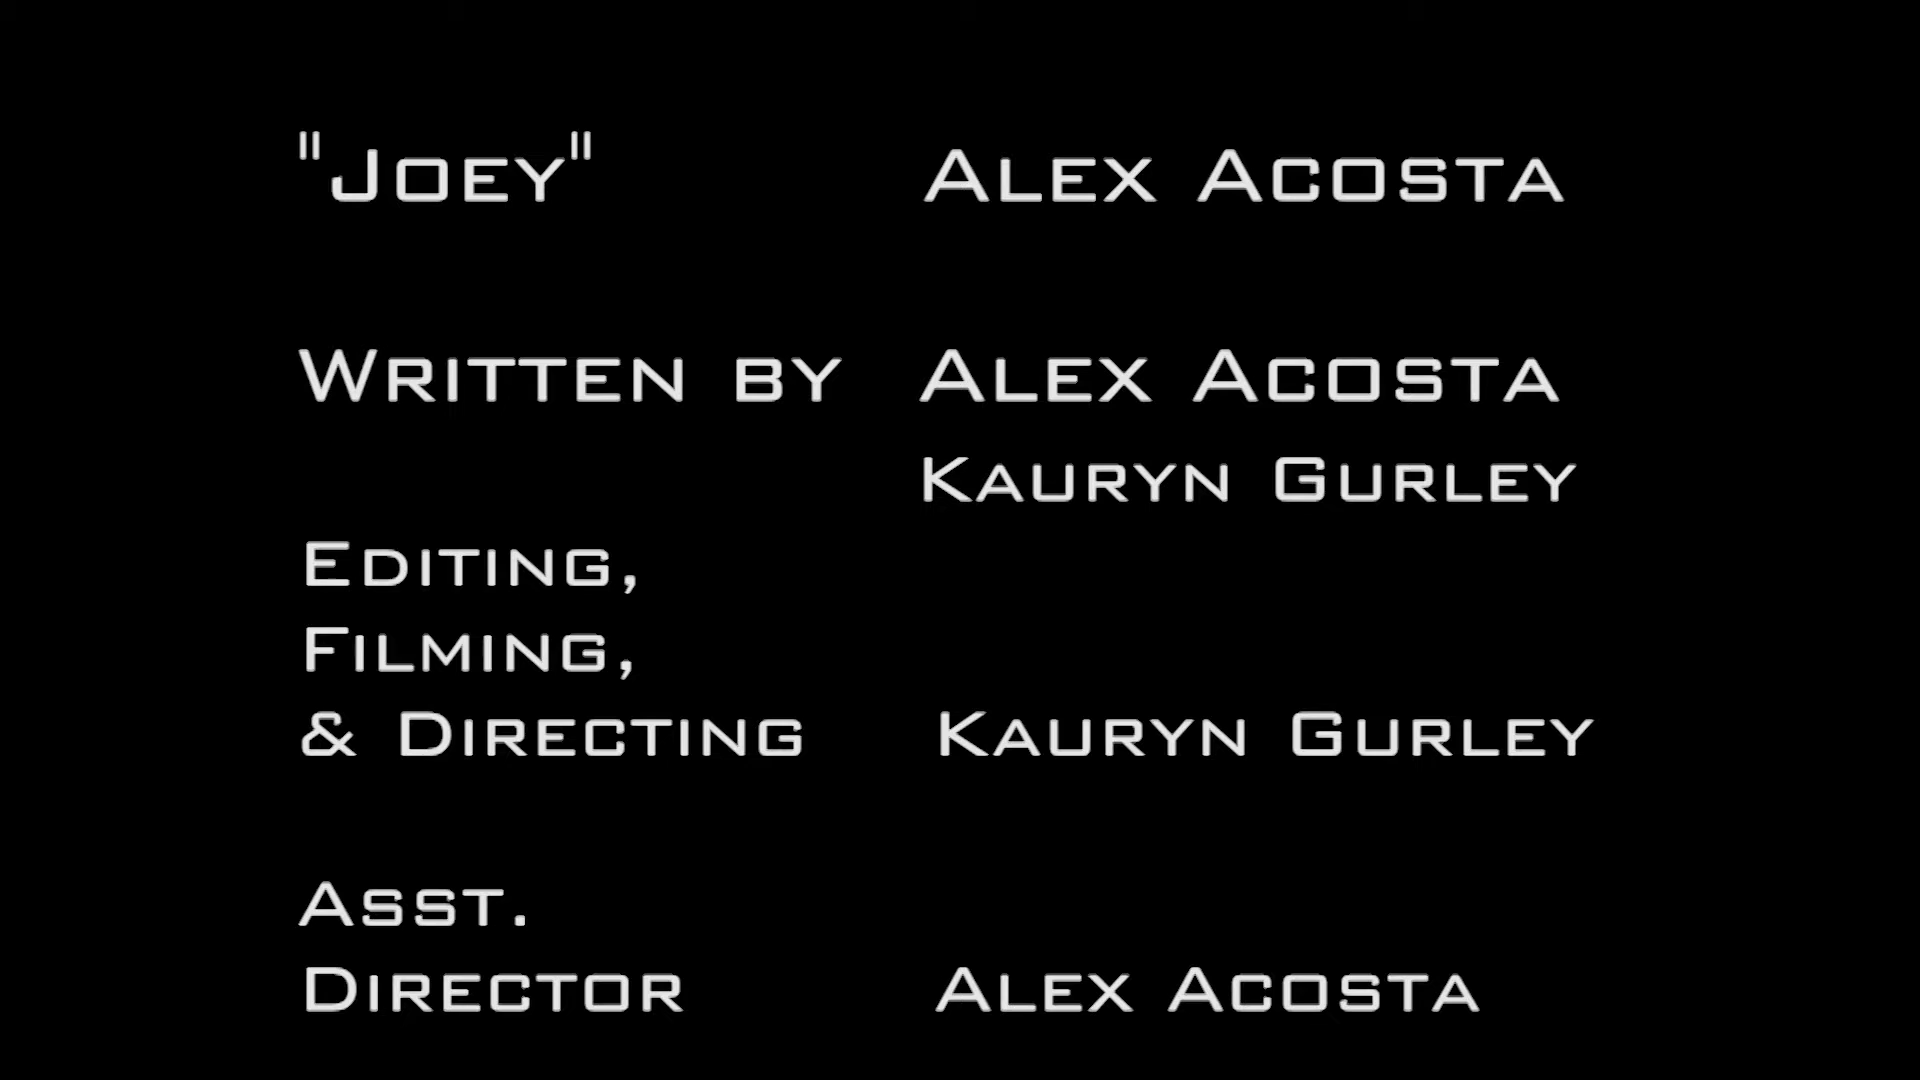 "Joey" Alex Acosta
Written by Alex Acosta
Kauryn Gurley
Editing,
Filming,
& Directing Kauryn Gurley
Asst.
Director Alex Acosta